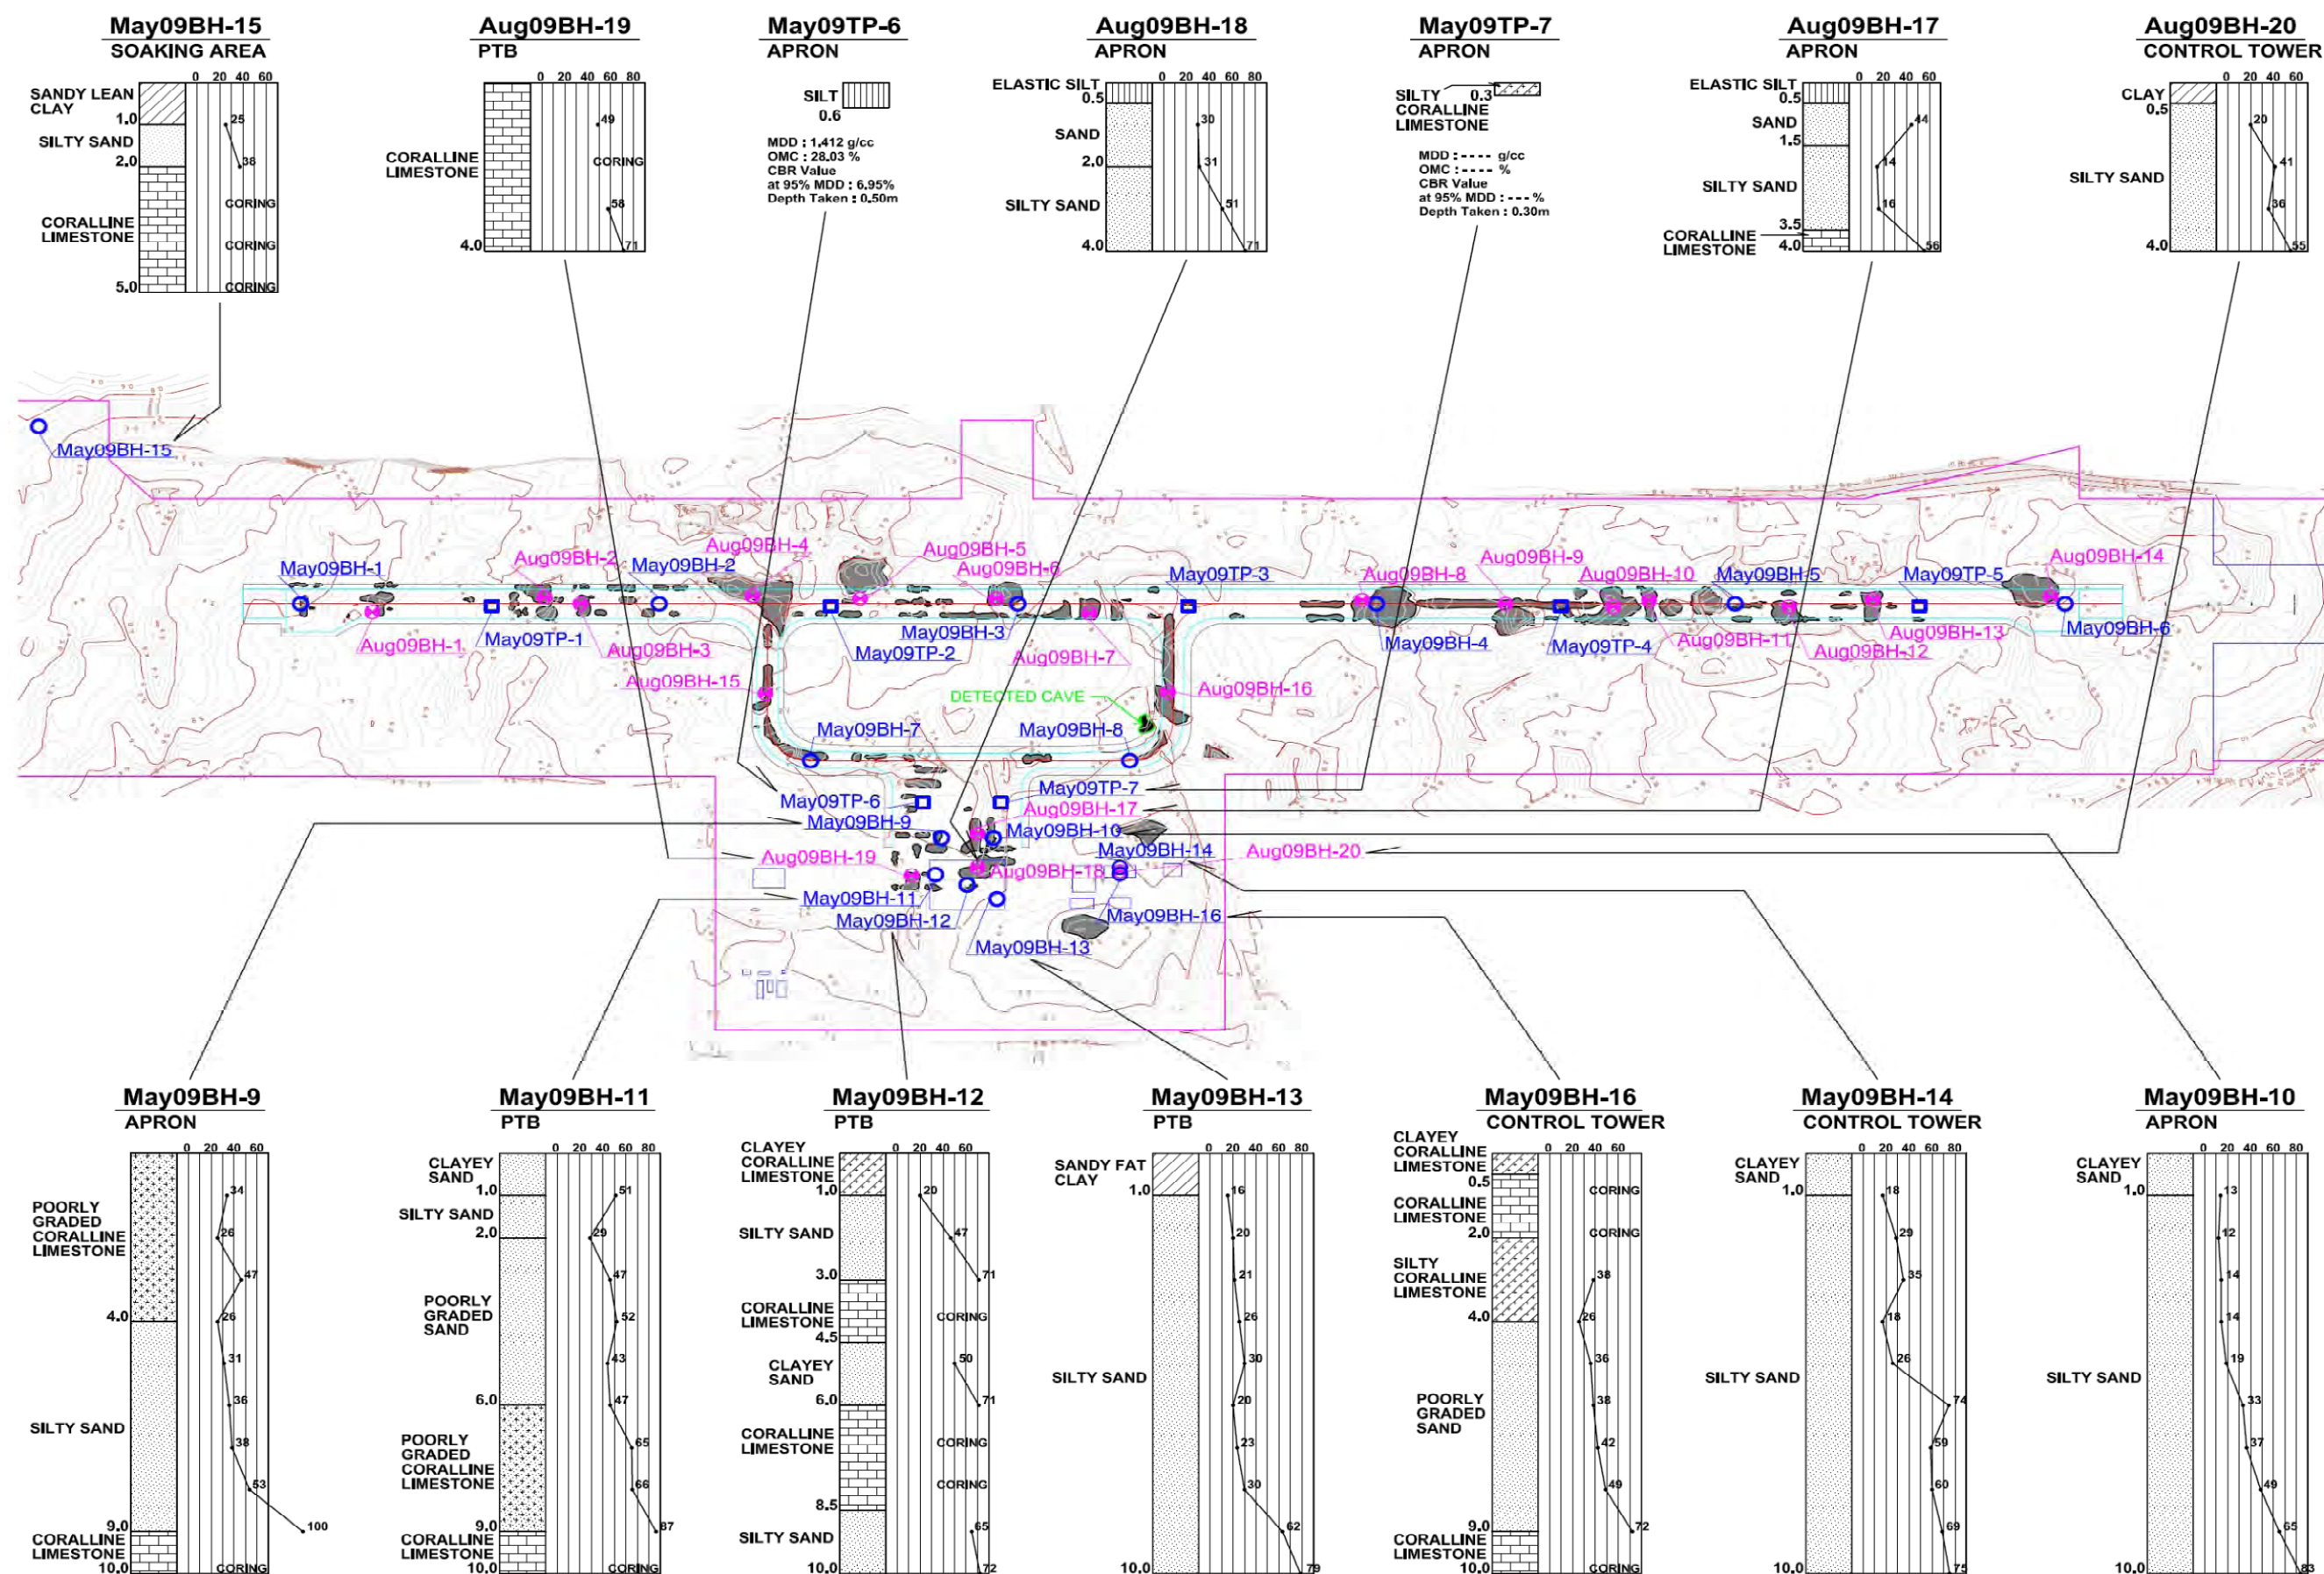 May09BH-15
SOAKING AREA
0 20 40 60
SANDY LEAN
CLAY
1.0
25
SILTY SAND
2.0
38
CORALLINE
LIMESTONE
CORING
CORING
5.0
CORING
Aug09BH-19
PTB
0 20 40 60 80
49
CORALLINE
LIMESTONE
CORING
58
4.0
71
May09TP-6
APRON
SILT
0.6
MDD : 1,412 g/cc
OMC : 28.03 %
CBR Value
at 95% MDD : 6.95%
Depth Taken : 0.50m
Aug09BH-18
APRON
0 20 40 60 80
ELASTIC SILT
0.5
30
SAND
2.0
31
SILTY SAND
51
4.0
71
May09TP-7
APRON
SILTY 0.3
CORALLINE
LIMESTONE
MDD : ---- g/cc
OMC : ---- %
CBR Value
at 95% MDD : --- %
Depth Taken : 0.30m
Aug09BH-17
APRON
0 20 40 60
ELASTIC SILT
0.5
SAND
44
1.5
14
SILTY SAND
16
3.5
CORALLINE
LIMESTONE
4.0
56
Aug09BH-20
CONTROL TOWER
0 20 40 60
CLAY
0.5
20
41
SILTY SAND
36
4.0
55
May09BH-15
May09BH-1
Aug09BH-2
May09BH-2
Aug09BH-4
Aug09BH-5
Aug09BH-6
May09TP-3
Aug09BH-8
Aug09BH-9
Aug09BH-10
May09BH-5
May09TP-5
Aug09BH-14
Aug09BH-1
May09TP-1
Aug09BH-3
May09TP-2
May09BH-3
Aug09BH-7
May09BH-4
May09TP-4
Aug09BH-11
Aug09BH-12
Aug09BH-13
May09BH-6
Aug09BH-15
DETECTED CAVE
Aug09BH-16
May09BH-7
May09BH-8
May09TP-6
May09TP-7
May09BH-9
Aug09BH-17
May09BH-10
Aug09BH-19
May09BH-14
Aug09BH-20
Aug09BH-18
May09BH-11
May09BH-12
May09BH-16
May09BH-13
May09BH-9
APRON
0 20 40 60
34
POORLY
GRADED
CORALLINE
LIMESTONE
26
47
4.0
26
31
36
SILTY SAND
38
53
9.0
100
CORALLINE
LIMESTONE
10.0
CORING
May09BH-11
PTB
0 20 40 60 80
CLAYEY
SAND
1.0
51
SILTY SAND
2.0
29
47
POORLY
GRADED
SAND
52
43
6.0
47
65
POORLY
GRADED
CORALLINE
LIMESTONE
66
9.0
87
CORALLINE
LIMESTONE
10.0
CORING
May09BH-12
PTB
0 20 40 60
CLAYEY
CORALLINE
LIMESTONE
1.0
20
SILTY SAND
47
3.0
71
CORALLINE
LIMESTONE
CORING
4.5
50
CLAYEY
SAND
6.0
71
CORALLINE
LIMESTONE
CORING
CORING
8.5
65
SILTY SAND
10.0
72
May09BH-13
PTB
0 20 40 60 80
SANDY FAT
CLAY
1.0
16
20
21
26
30
SILTY SAND
20
23
30
62
10.0
79
May09BH-16
CONTROL TOWER
0 20 40 60
CLAYEY
CORALLINE
LIMESTONE
0.5
CORING
CORALLINE
LIMESTONE
2.0
CORING
SILTY
CORALLINE
LIMESTONE
38
4.0
26
36
POORLY
GRADED
SAND
38
42
49
9.0
72
CORALLINE
LIMESTONE
10.0
CORING
May09BH-14
CONTROL TOWER
0 20 40 60 80
CLAYEY
SAND
1.0
18
29
35
18
26
SILTY SAND
74
59
60
69
10.0
75
May09BH-10
APRON
0 20 40 60 80
CLAYEY
SAND
1.0
13
12
14
14
19
SILTY SAND
33
37
49
65
10.0
83